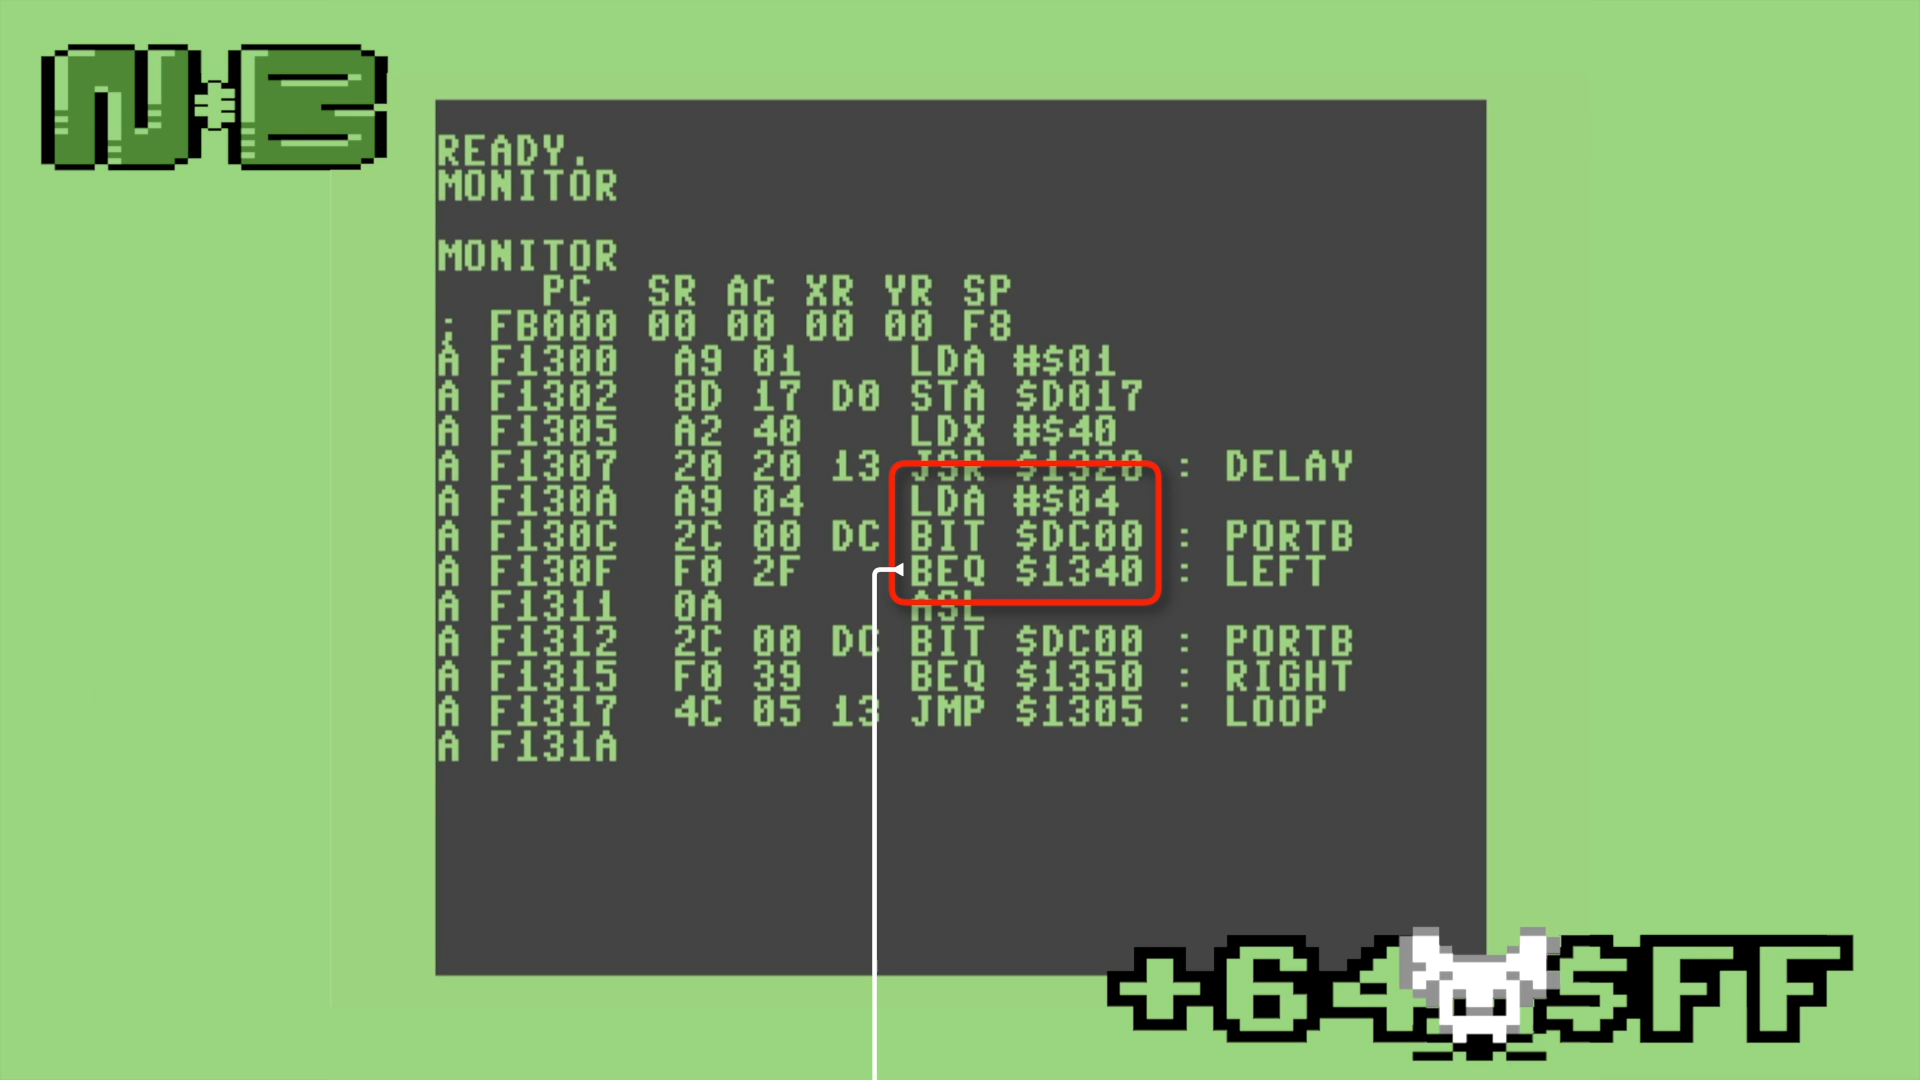 N*B
READY.
MONITOR
MONITOR
PC SR AC XR YR SP
; FB000 00 00 00 00 F8
A F1300 A9 01 LDA #$01
A F1302 8D 17 D0 STA $D017
A F1305 A2 40 LDX #$40
A F1307 20 20 13 JSR $1320 : DELAY
A F130A A9 04 LDA #$04
A F130C 2C 00 DC BIT $DC00 : PORTB
A F130F F0 2F BEQ $1340 : LEFT
A F1311 0A ASL
A F1312 2C 00 DC BIT $DC00 : PORTB
A F1315 F0 39 BEQ $1350 : RIGHT
A F1317 4C 05 13 JMP $1305 : LOOP
A F131A
+64 $FF